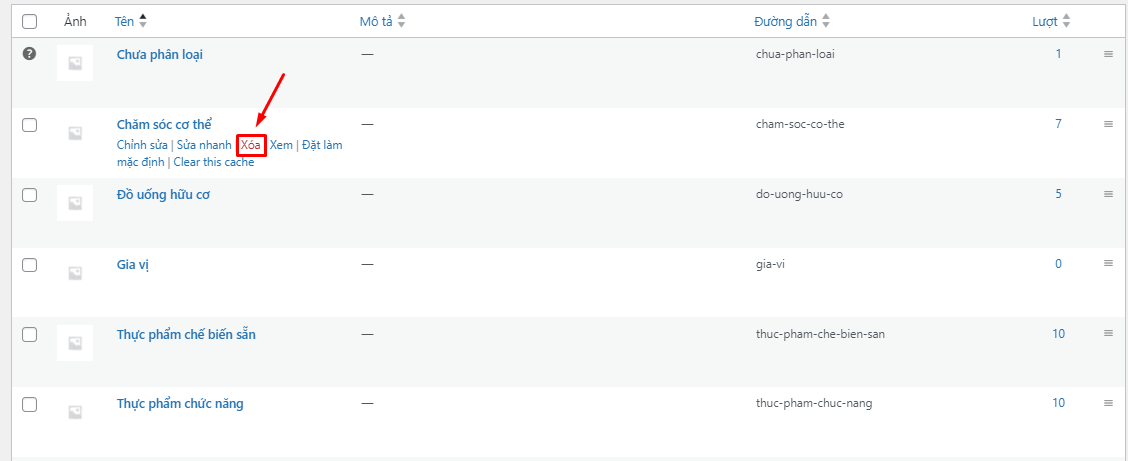 Ảnh Tên Mô tả Đường dẫn Lượt
? Chưa phân loại — chua-phan-loai 1
Chăm sóc cơ thể — cham-soc-co-the 7
Chỉnh sửa | Sửa nhanh Xóa Xem | Đặt làm
mặc định | Clear this cache
Đồ uống hữu cơ — do-uong-huu-co 5
Gia vị — gia-vi 0
Thực phẩm chế biến sẵn — thuc-pham-che-bien-san 10
Thực phẩm chức năng — thuc-pham-chuc-nang 10